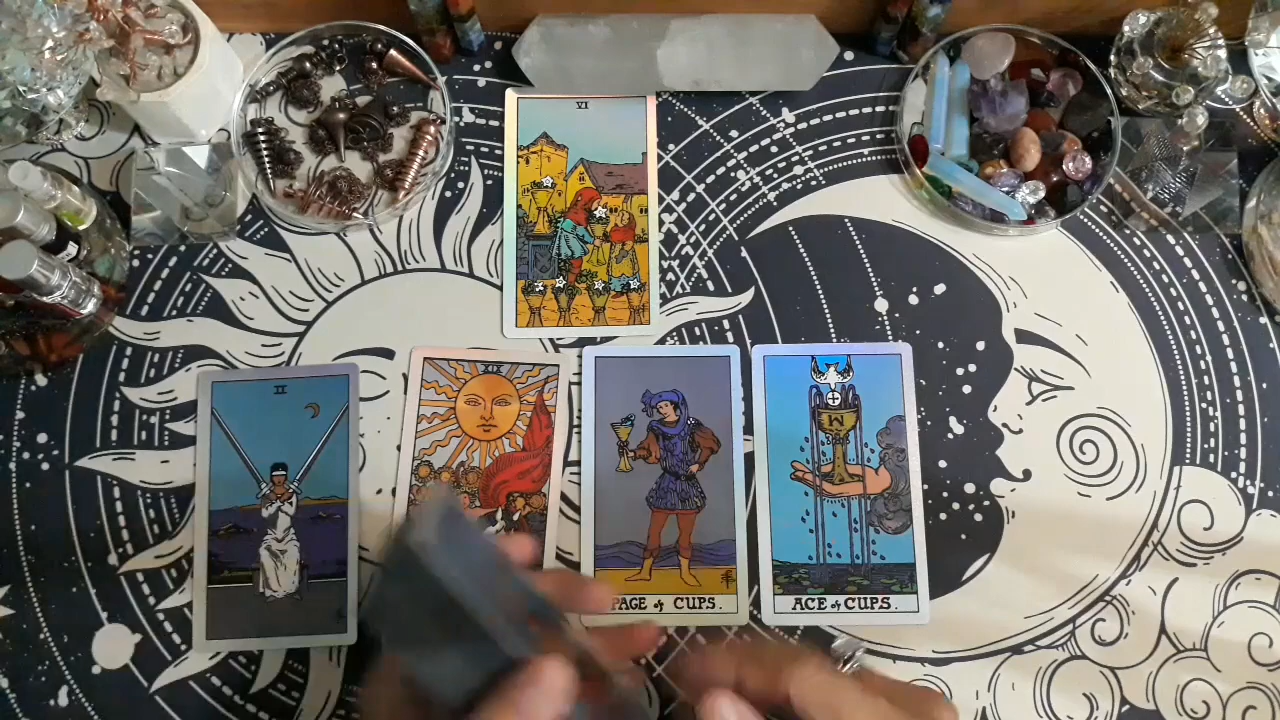 VI
II
XIX
PAGE of CUPS.
ACE of CUPS.